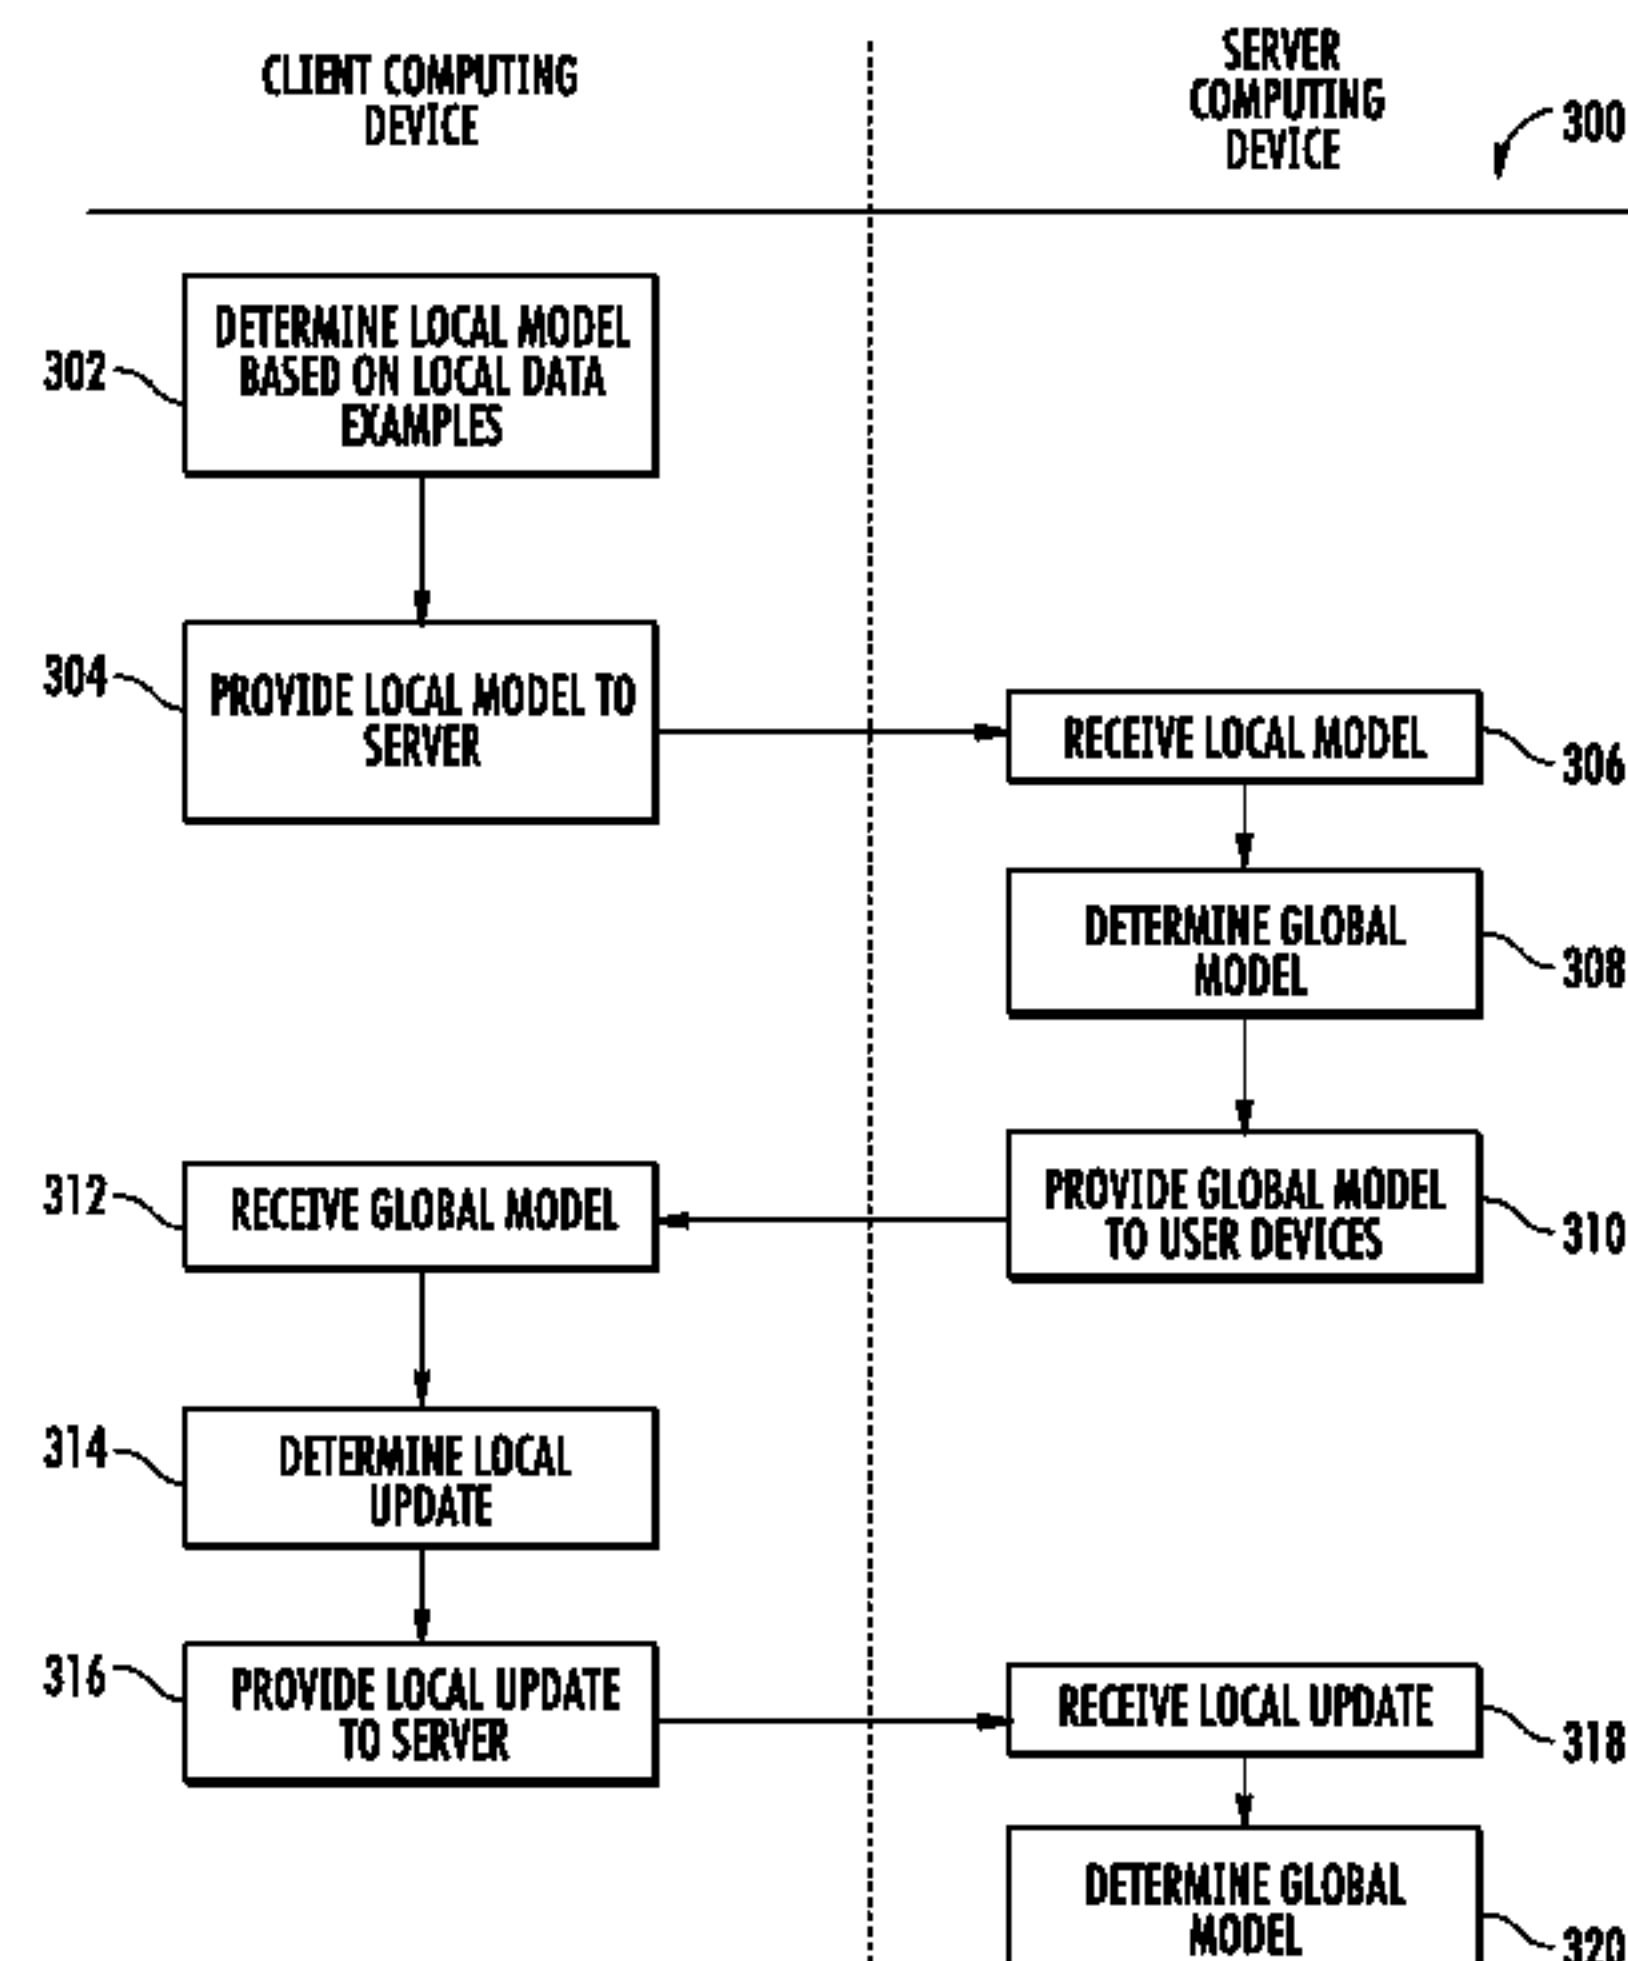 CLIENT COMPUTING
DEVICE
SERVER
COMPUTING
DEVICE
300
302
DETERMINE LOCAL MODEL
BASED ON LOCAL DATA
EXAMPLES
304
PROVIDE LOCAL MODEL TO
SERVER
RECEIVE LOCAL MODEL
306
DETERMINE GLOBAL
MODEL
308
PROVIDE GLOBAL MODEL
TO USER DEVICES
310
312
RECEIVE GLOBAL MODEL
314
DETERMINE LOCAL
UPDATE
316
PROVIDE LOCAL UPDATE
TO SERVER
RECEIVE LOCAL UPDATE
318
DETERMINE GLOBAL
MODEL
320